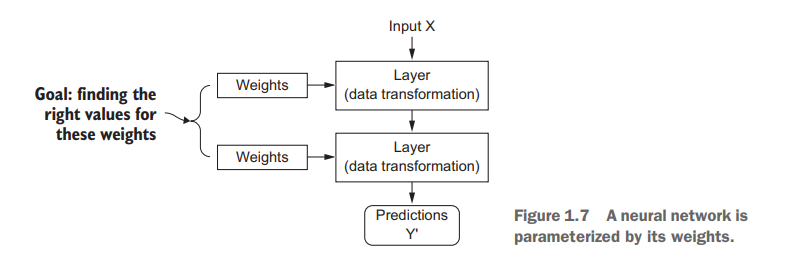 Input X
Layer
(data transformation)
Weights
Goal: finding the
right values for
these weights
Layer
(data transformation)
Weights
Predictions
Y'
Figure 1.7 A neural network is
parameterized by its weights.